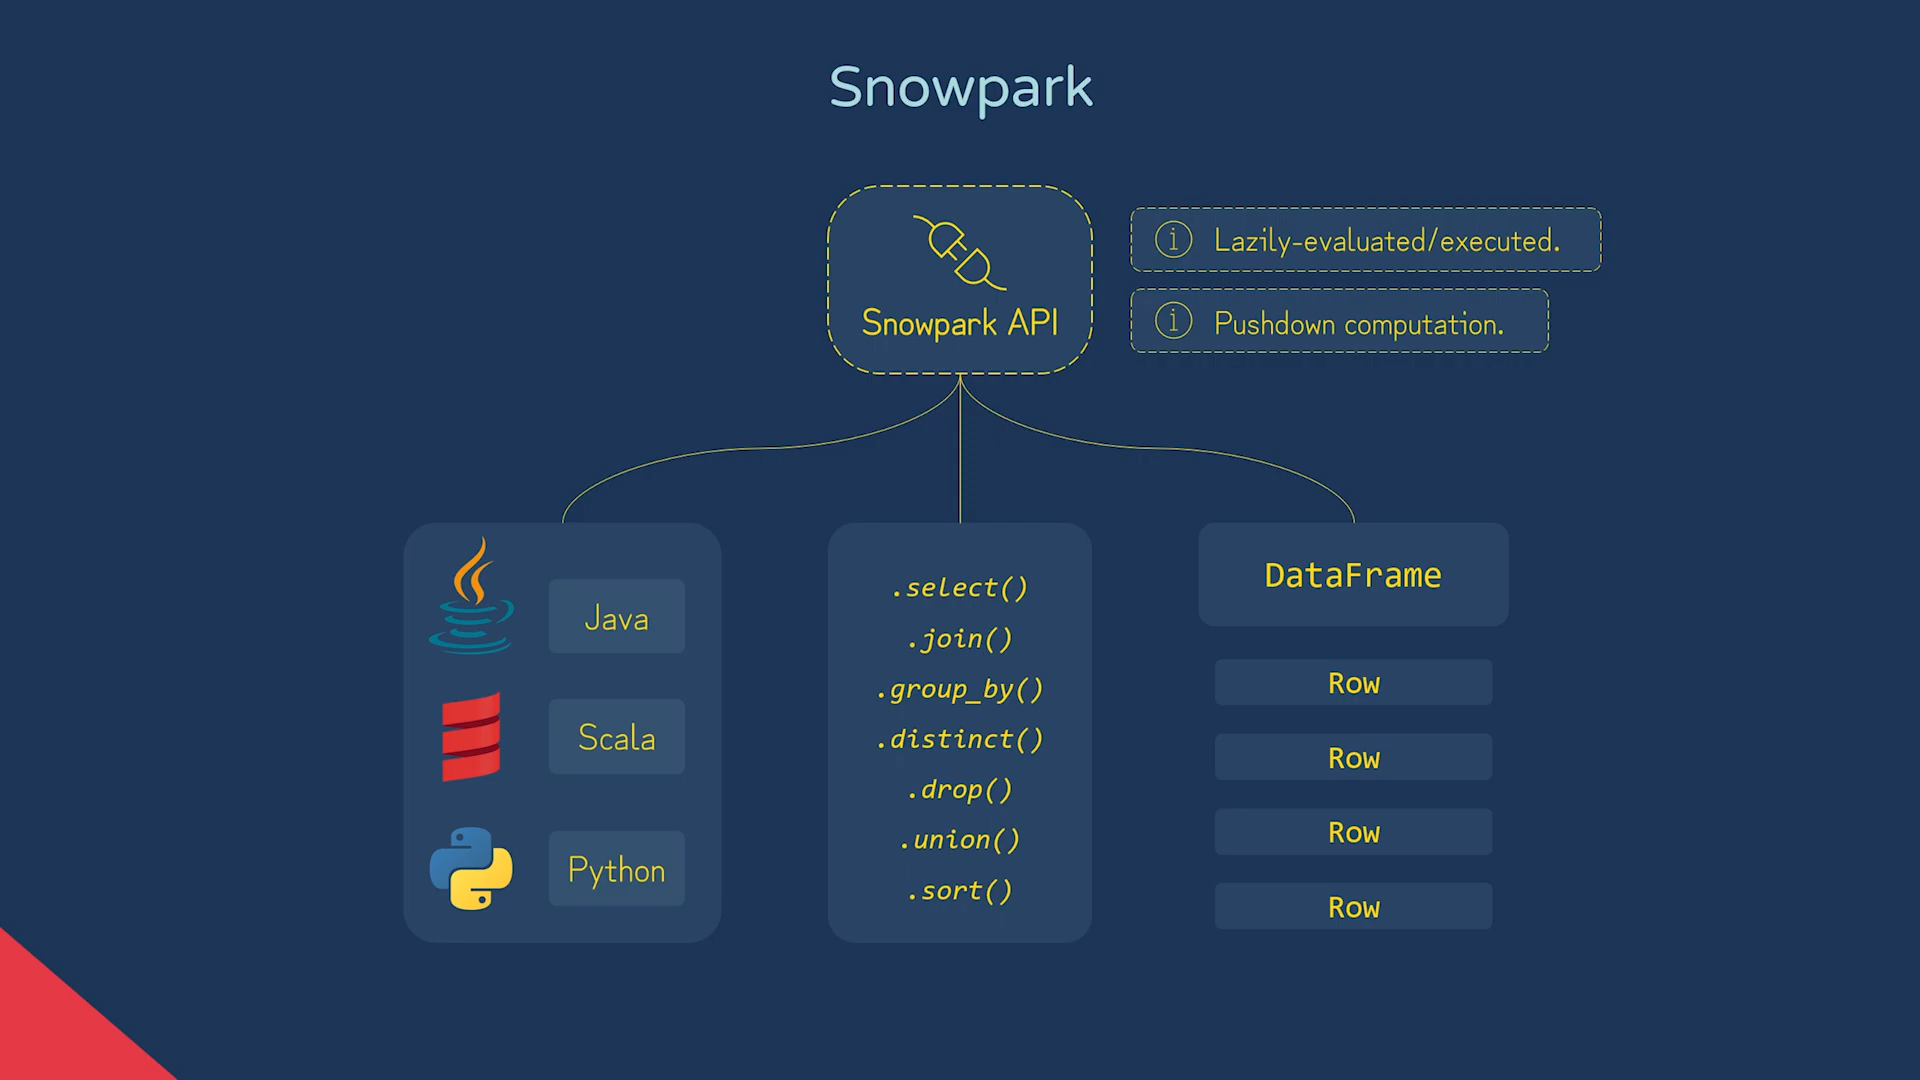 Snowpark
Snowpark API
i Lazily-evaluated/executed.
i Pushdown computation.
Java
Scala
Python
.select()
.join()
.group_by()
.distinct()
.drop()
.union()
.sort()
DataFrame
Row
Row
Row
Row